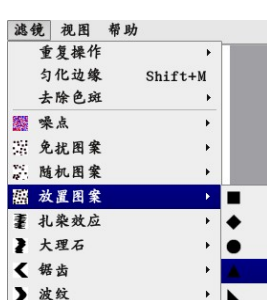 滤镜 视图 帮助
重复操作
匀化边缘 Shift+M
去除色斑
噪点
免扰图案
随机图案
放置图案
扎染效应
大理石
锯齿
波纹